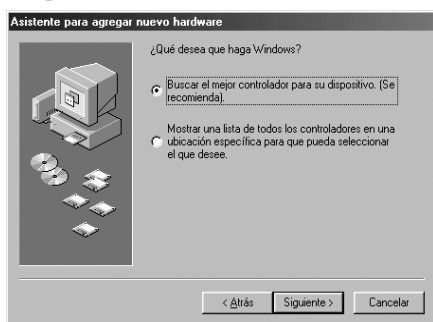 Asistente para agregar nuevo hardware
¿Qué desea que haga Windows?
Buscar el mejor controlador para su dispositivo. (Se
recomienda).
Mostrar una lista de todos los controladores en una
ubicación específica para que pueda seleccionar
el que desee.
< Atrás
Siguiente >
Cancelar